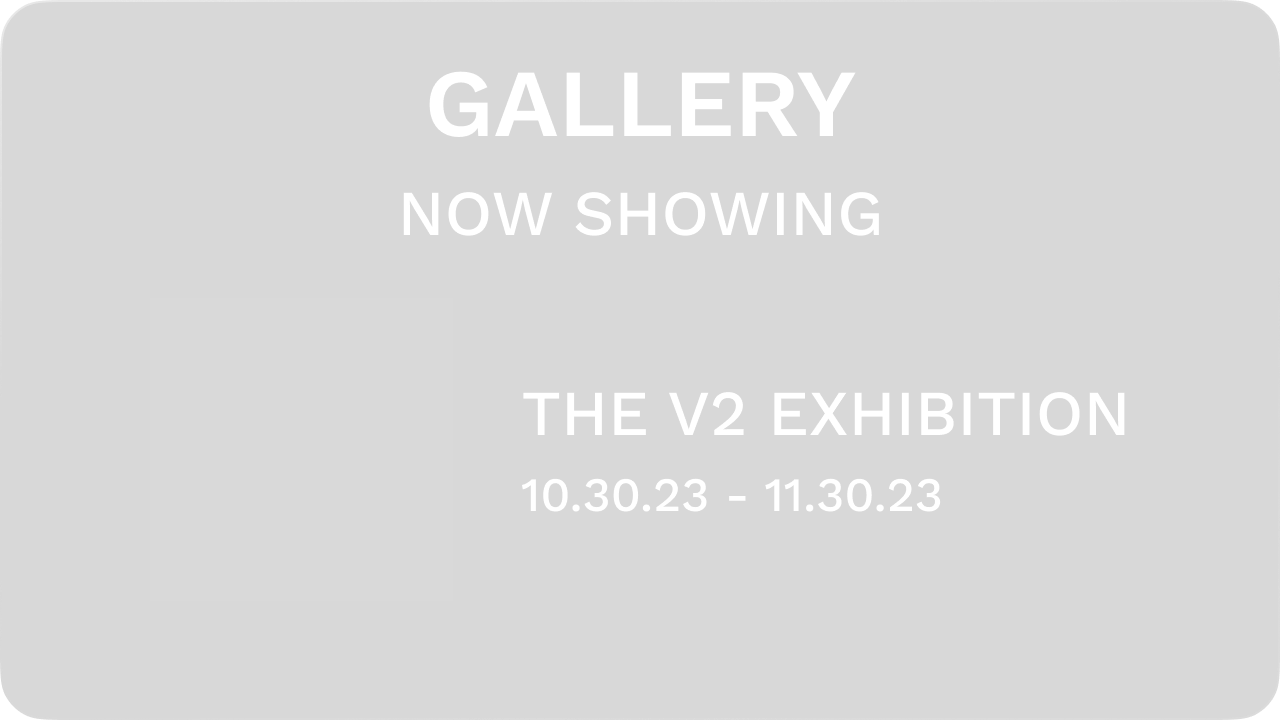 GALLERY
NOW SHOWING
THE V2 EXHIBITION
10.30.23 - 11.30.23